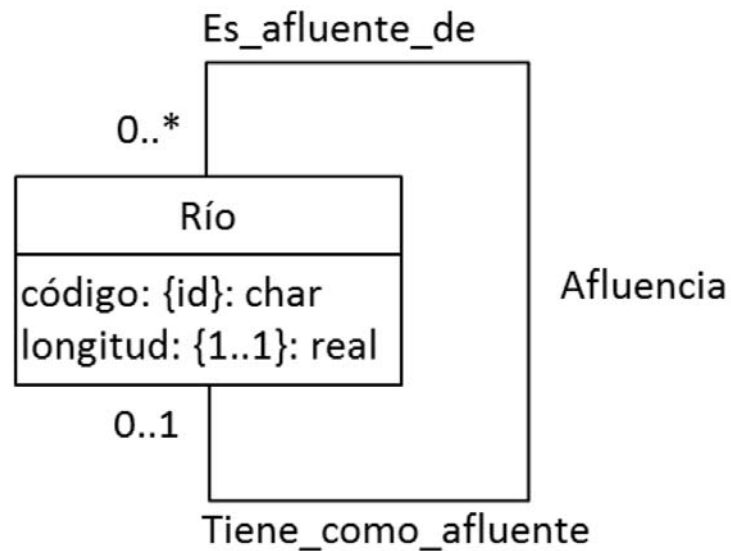 Es_afluente_de
0..*
Río
código: {id}: char
longitud: {1..1}: real
Afluencia
0..1
Tiene_como_afluente